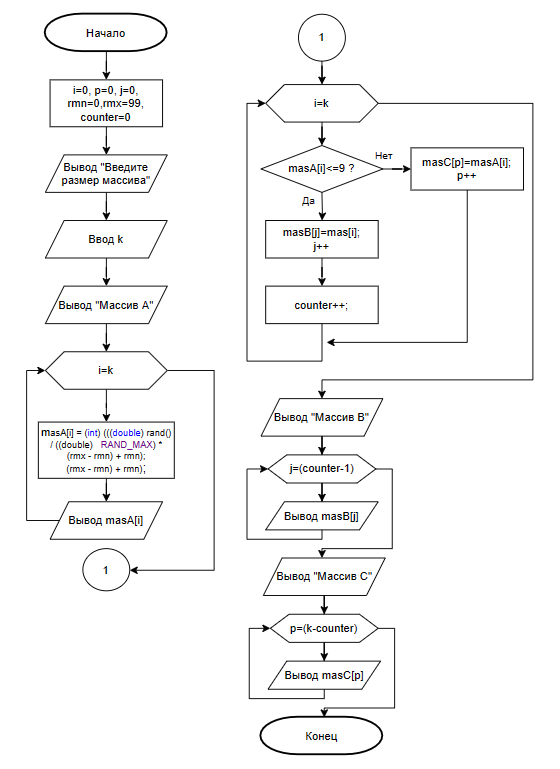 Начало
i=0, p=0, j=0,
rmn=0,rmx=99,
counter=0
Вывод "Введите
размер массива"
Ввод k
Вывод "Массив А"
i=k
masA[i] = (int) (((double) rand()
/ ((double) RAND_MAX) *
(rmx - rmn) + rmn);
(rmx - rmn) + rmn);
Вывод masA[i]
1
1
i=k
masA[i]<=9 ?
Нет
masC[p]=masA[i];
p++
Да
masB[j]=mas[i];
j++
counter++;
Вывод "Массив В"
j=(counter-1)
Вывод masB[j]
Вывод "Массив С"
p=(k-counter)
Вывод masC[p]
Конец